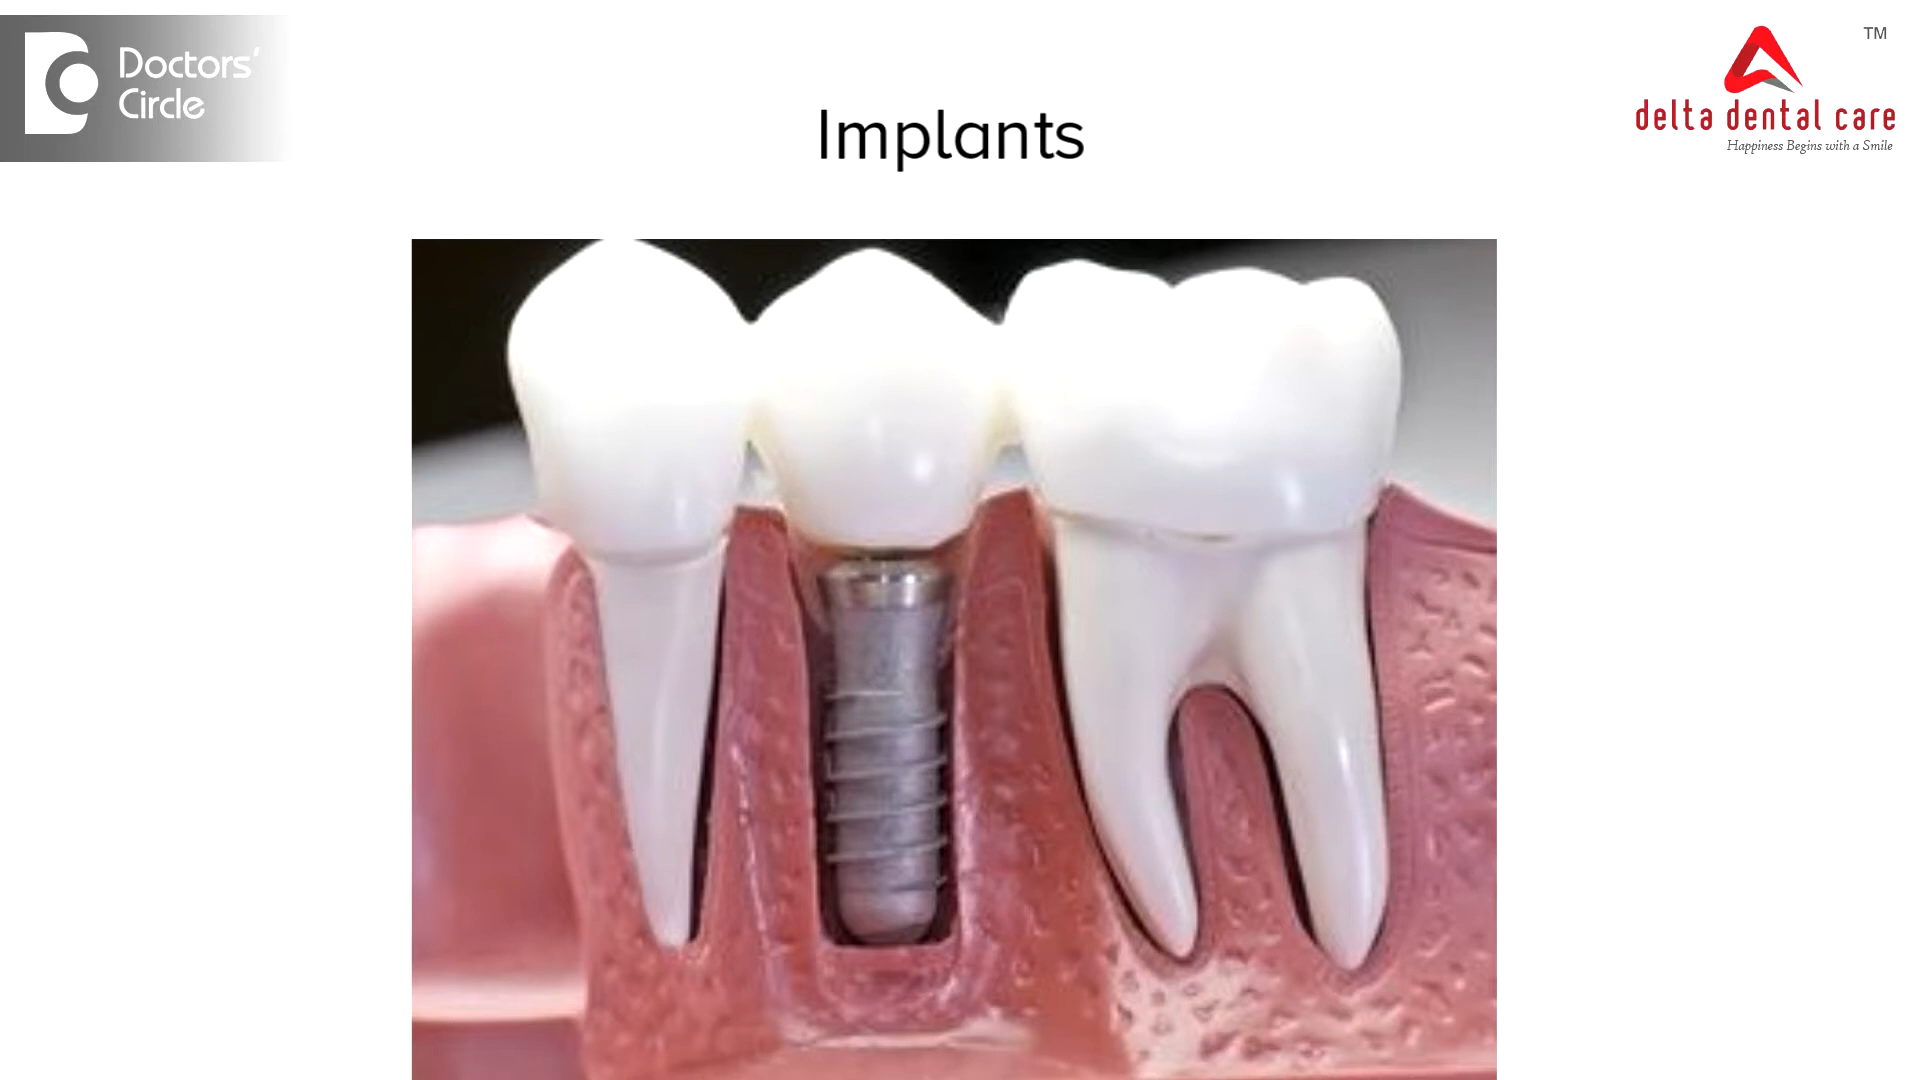 Doctors'
Circle
Implants
TM
delta dental care
Happiness Begins with a Smile